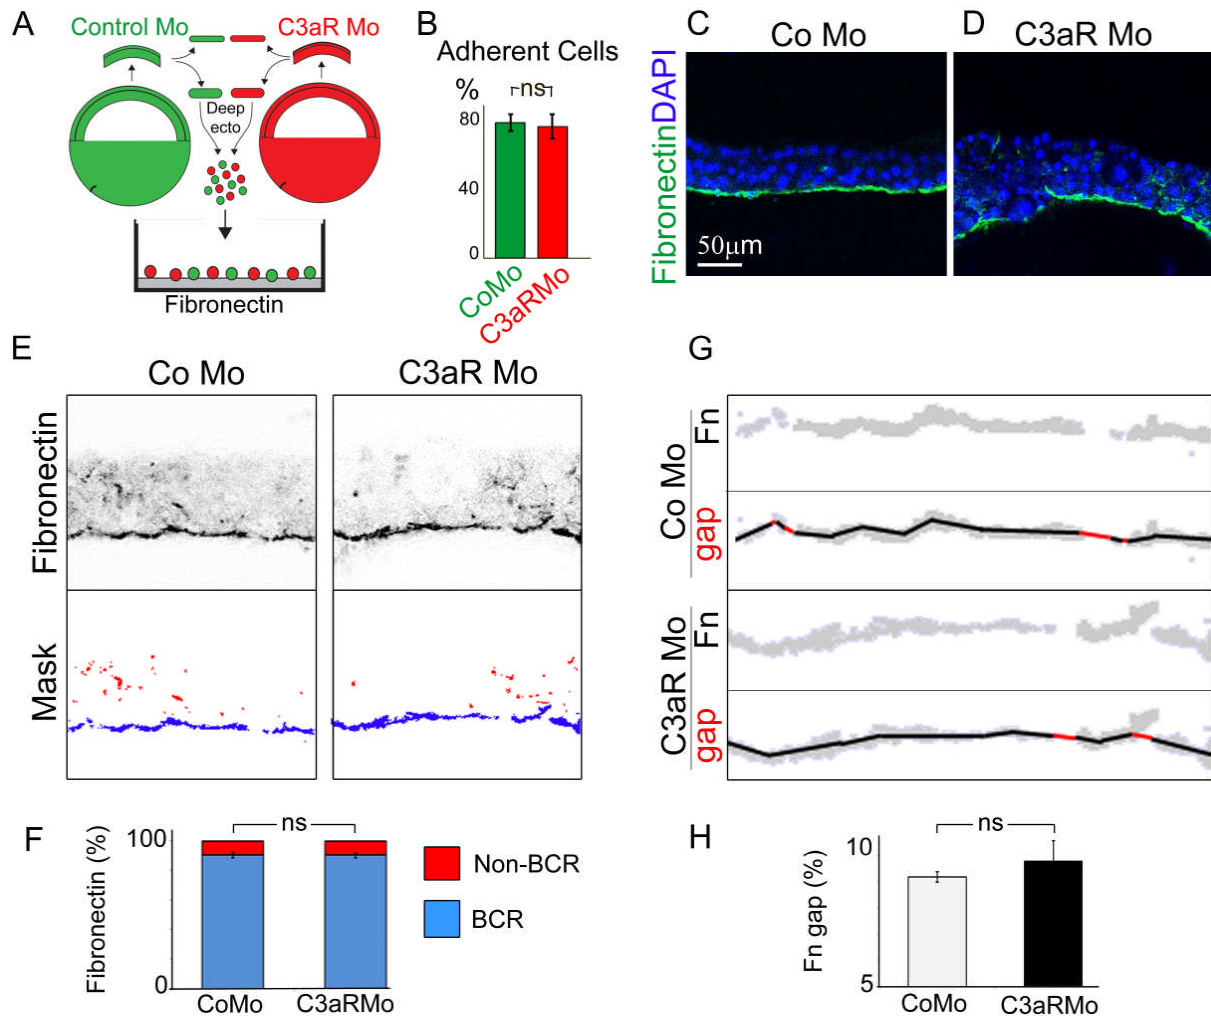 A
Control Mo
C3aR Mo
Deep
ecto
Fibronectin
B
Adherent Cells
%
ns
80
40
0
CoMo
C3aRMo
C
Co Mo
D
C3aR Mo
FibronectinDAPI
50µm
E
Co Mo
C3aR Mo
Fibronectin
Mask
G
Co Mo
Fn
gap
C3aR Mo
Fn
gap
F
Fibronectin (%)
100
0
ns
CoMo
C3aRMo
Non-BCR
BCR
H
Fn gap (%)
10
5
ns
CoMo
C3aRMo